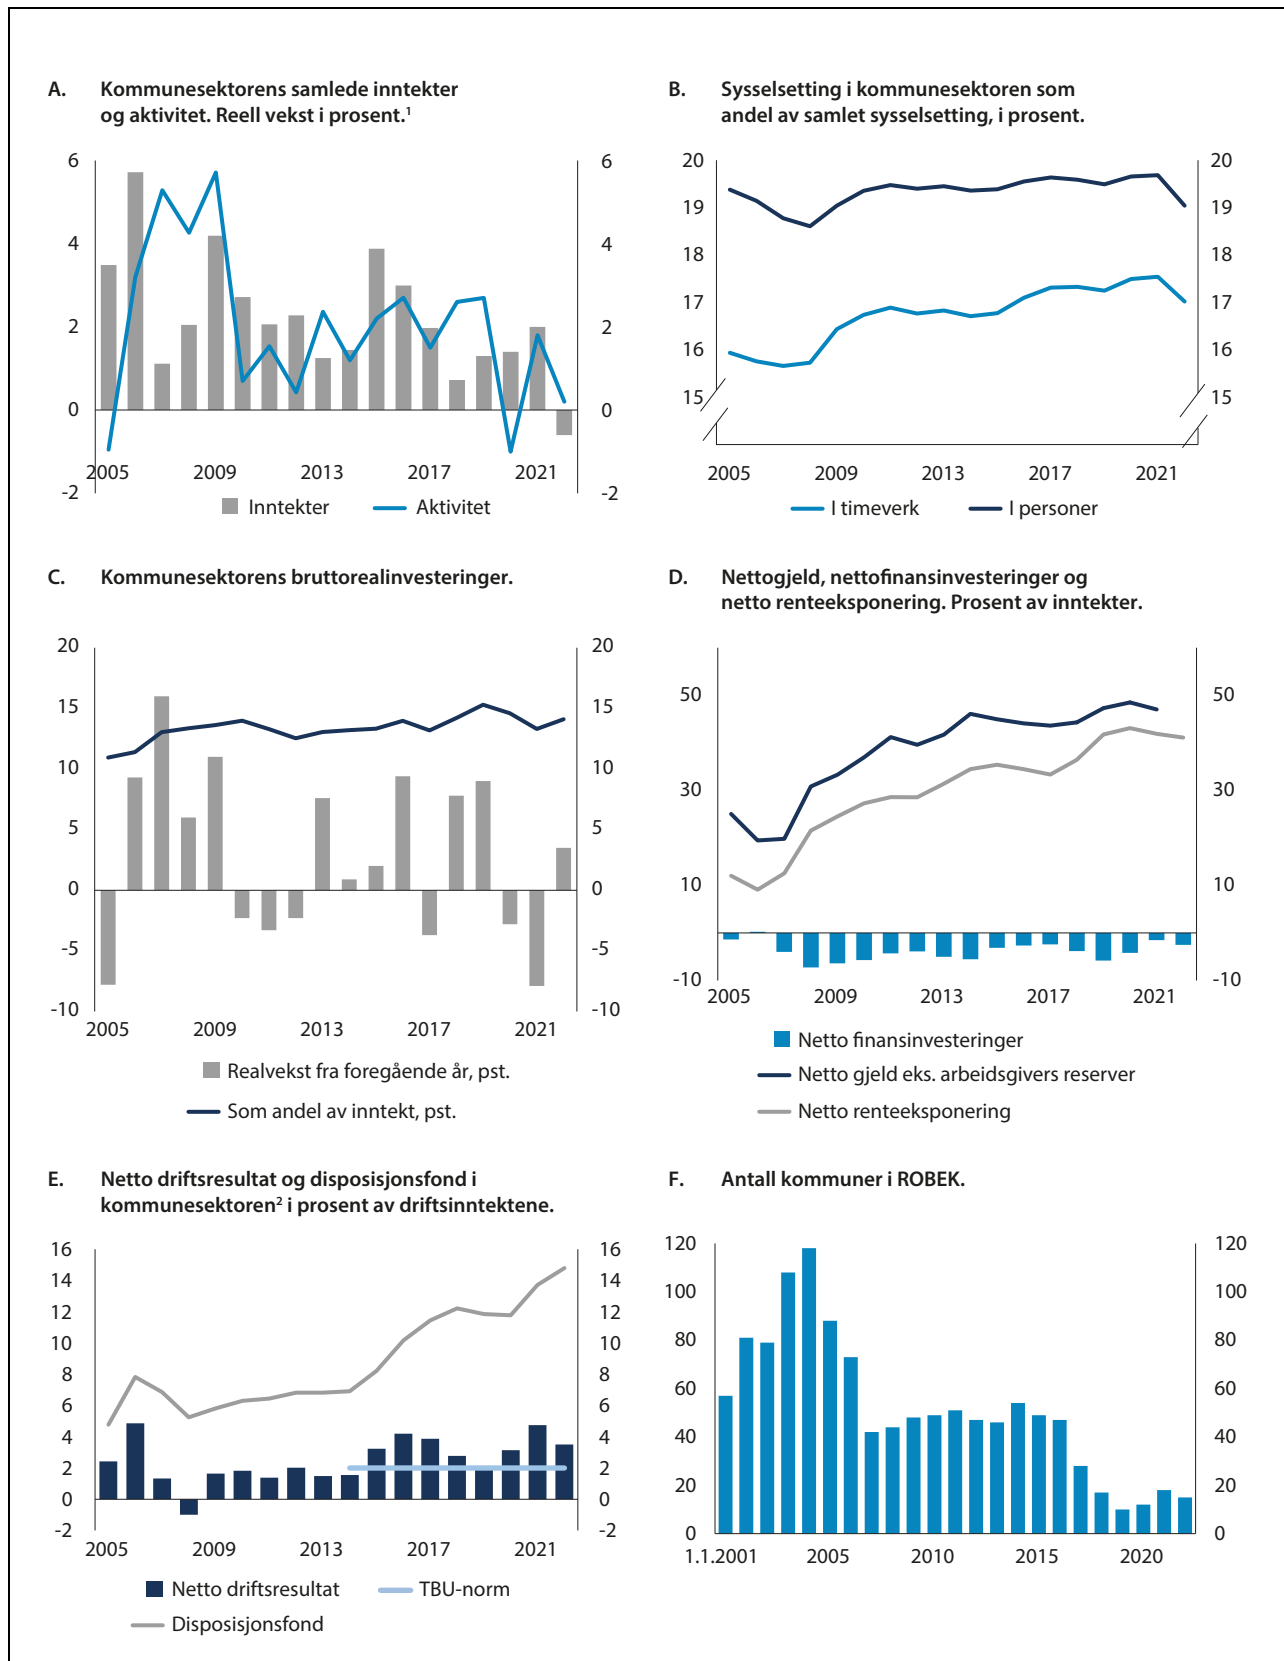 A. Kommunesektorens samlede inntekter
og aktivitet. Reell vekst i prosent.¹
6 6
4 4
2 2
0 0
-2 -2
2005 2009 2013 2017 2021
Inntekter Aktivitet
B. Sysselsetting i kommunesektoren som
andel av samlet sysselsetting, i prosent.
20 20
19 19
18 18
17 17
16 16
15 15
2005 2009 2013 2017 2021
I timeverk I personer
C. Kommunesektorens bruttorealinvesteringer.
20 20
15 15
10 10
5 5
0 0
-5 -5
-10 -10
2005 2009 2013 2017 2021
Realvekst fra foregående år, pst.
Som andel av inntekt, pst.
D. Nettogjeld, nettofinansinvesteringer og
netto renteeksponering. Prosent av inntekter.
50 50
30 30
10 10
-10 -10
2005 2009 2013 2017 2021
Netto finansinvesteringer
Netto gjeld eks. arbeidsgivers reserver
Netto renteeksponering
E. Netto driftsresultat og disposisjonsfond i
kommunesektoren² i prosent av driftsinntektene.
16 16
14 14
12 12
10 10
8 8
6 6
4 4
2 2
0 0
-2 -2
2005 2009 2013 2017 2021
Netto driftsresultat TBU-norm
Disposisjonsfond
F. Antall kommuner i ROBEK.
120 120
100 100
80 80
60 60
40 40
20 20
0 0
1.1.2001 2005 2010 2015 2020